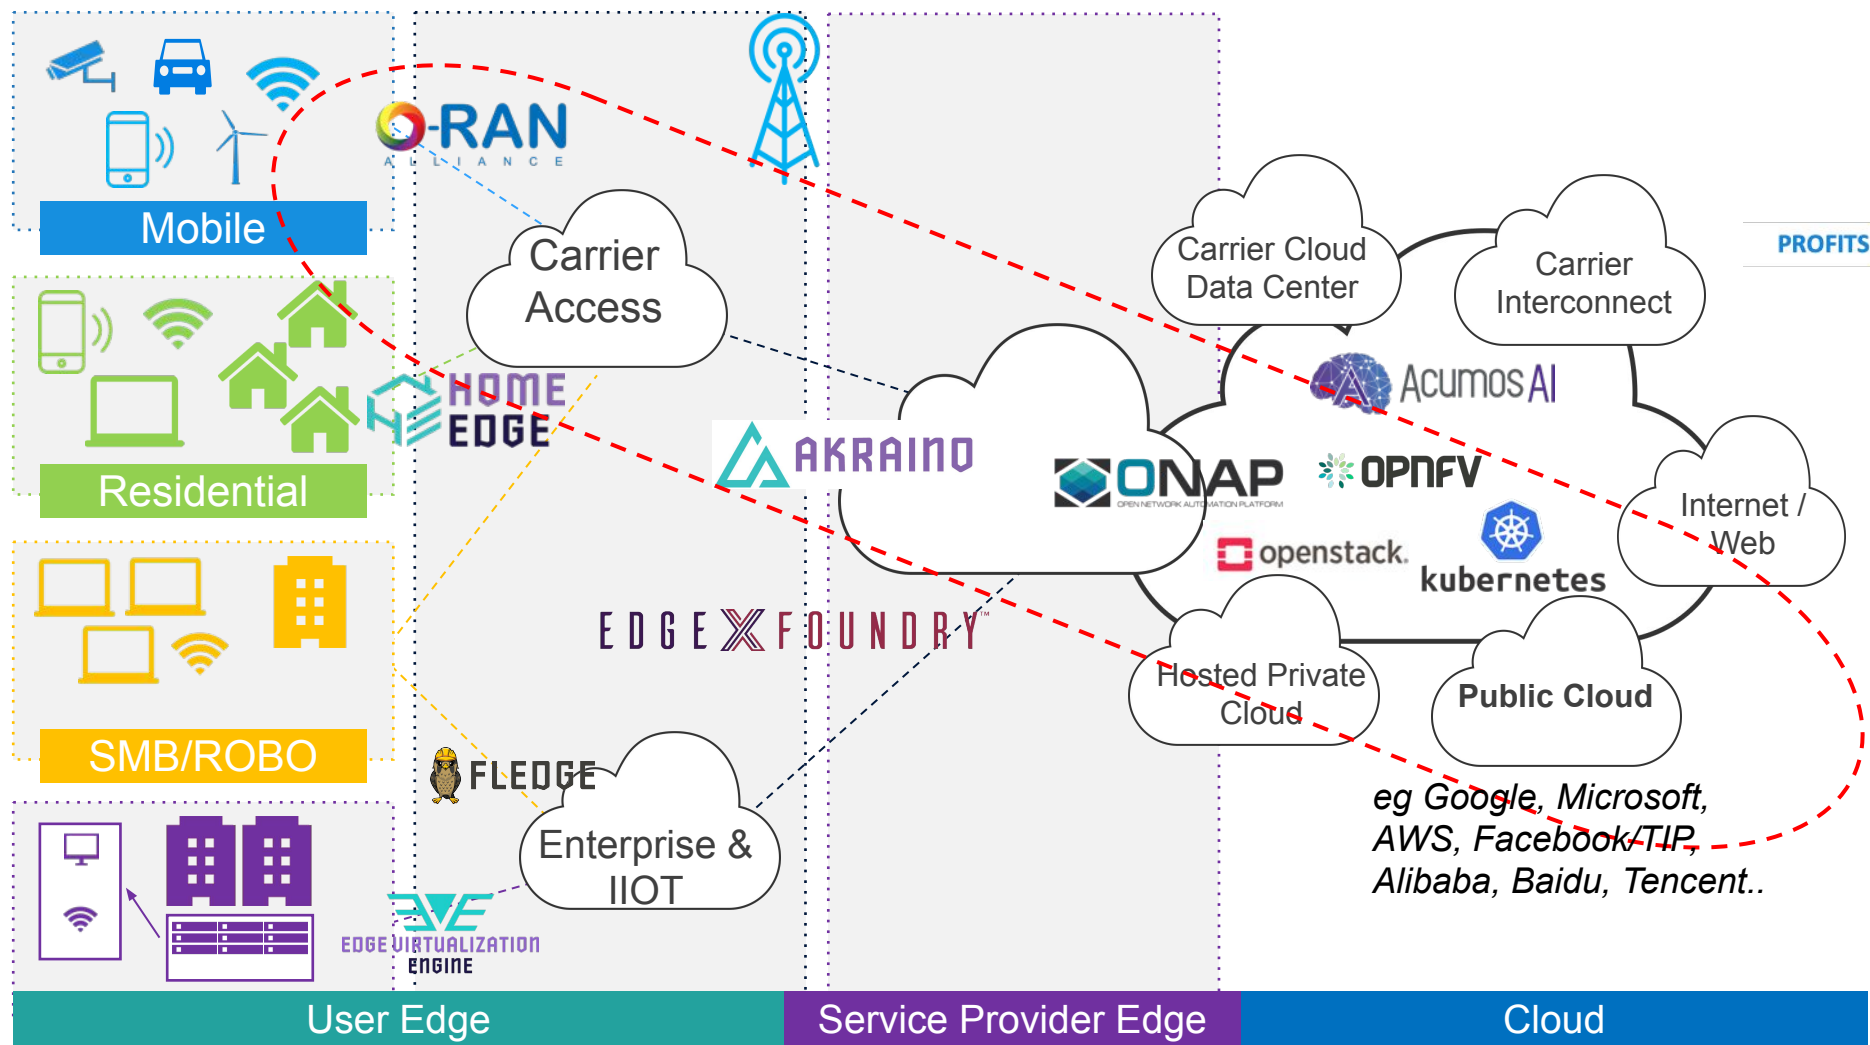 O-RAN
ALLIANCE
Mobile
Carrier
Access
Carrier Cloud
Data Center
Carrier
Interconnect
PROFITS
HOME
EDGE
Residential
AKRAINO
Acumos AI
ONAP
OPEN NETWORK AUTOMATION PLATFORM
OPNFV
openstack.
kubernetes
Internet /
Web
EDGE X FOUNDRY™
SMB/ROBO
Hosted Private
Cloud
Public Cloud
FLEDGE
Enterprise &
IIOT
eg Google, Microsoft,
AWS, Facebook/TIP,
Alibaba, Baidu, Tencent..
EDGE VIRTUALIZATION
ENGINE
User Edge
Service Provider Edge
Cloud